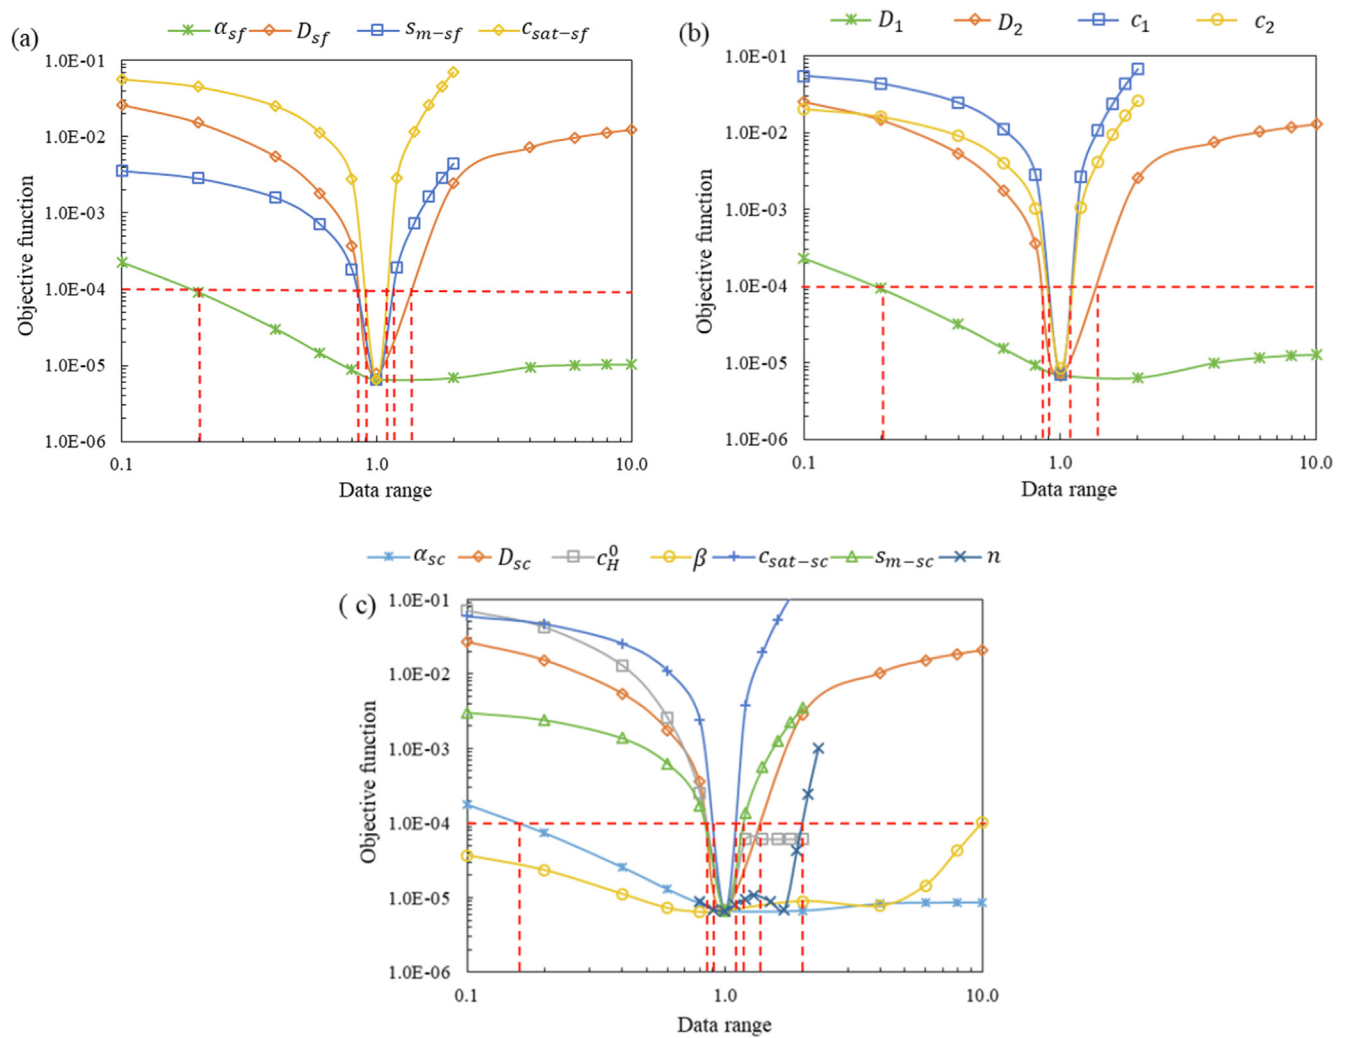 (a)
α_sf D_sf s_m−sf c_sat−sf
1.0E-01
1.0E-02
1.0E-03
1.0E-04
1.0E-05
1.0E-06
Objective function
0.1 1.0 10.0
Data range
(b)
D_1 D_2 c_1 c_2
1.0E-01
1.0E-02
1.0E-03
1.0E-04
1.0E-05
1.0E-06
Objective function
0.1 1.0 10.0
Data range
( c)
α_sc D_sc c_H^0 β c_sat−sc s_m−sc n
1.0E-01
1.0E-02
1.0E-03
1.0E-04
1.0E-05
1.0E-06
Objective function
0.1 1.0 10.0
Data range